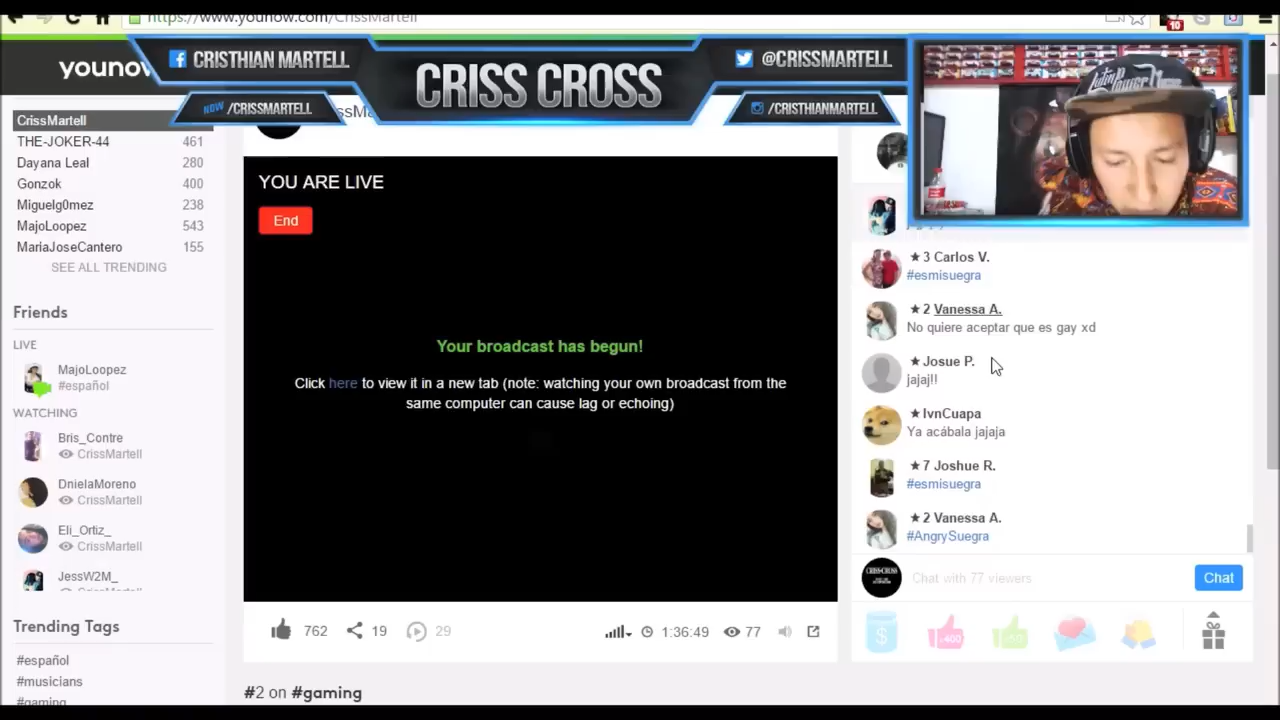 https://www.younow.com/CrissMartell
10
younow
CRISTHIAN MARTELL
/CRISSMARTELL
CRISS CROSS
@CRISSMARTELL
/CRISTHIANMARTELL
CrissMartell
THE-JOKER-44 461
Dayana Leal 280
Gonzok 400
Miguelg0mez 238
MajoLoopez 543
MariaJoseCantero 155
SEE ALL TRENDING
Friends
LIVE
MajoLoopez
#español
WATCHING
Bris_Contre
CrissMartell
DnielaMoreno
CrissMartell
Eli_Ortiz_
CrissMartell
JessW2M_
CrissMartell
Trending Tags
#español
#musicians
#gaming
YOU ARE LIVE
End
Your broadcast has begun!
Click here to view it in a new tab (note: watching your own broadcast from the
same computer can cause lag or echoing)
762 19 29 1:36:49 77
#2 on #gaming
3 Carlos V.
#esmisuegra
2 Vanessa A.
No quiere aceptar que es gay xd
Josue P.
jajaj!!
IvnCuapa
Ya acábala jajaja
7 Joshue R.
#esmisuegra
2 Vanessa A.
#AngrySuegra
CRISS CROSS
Chat with 77 viewers
Chat